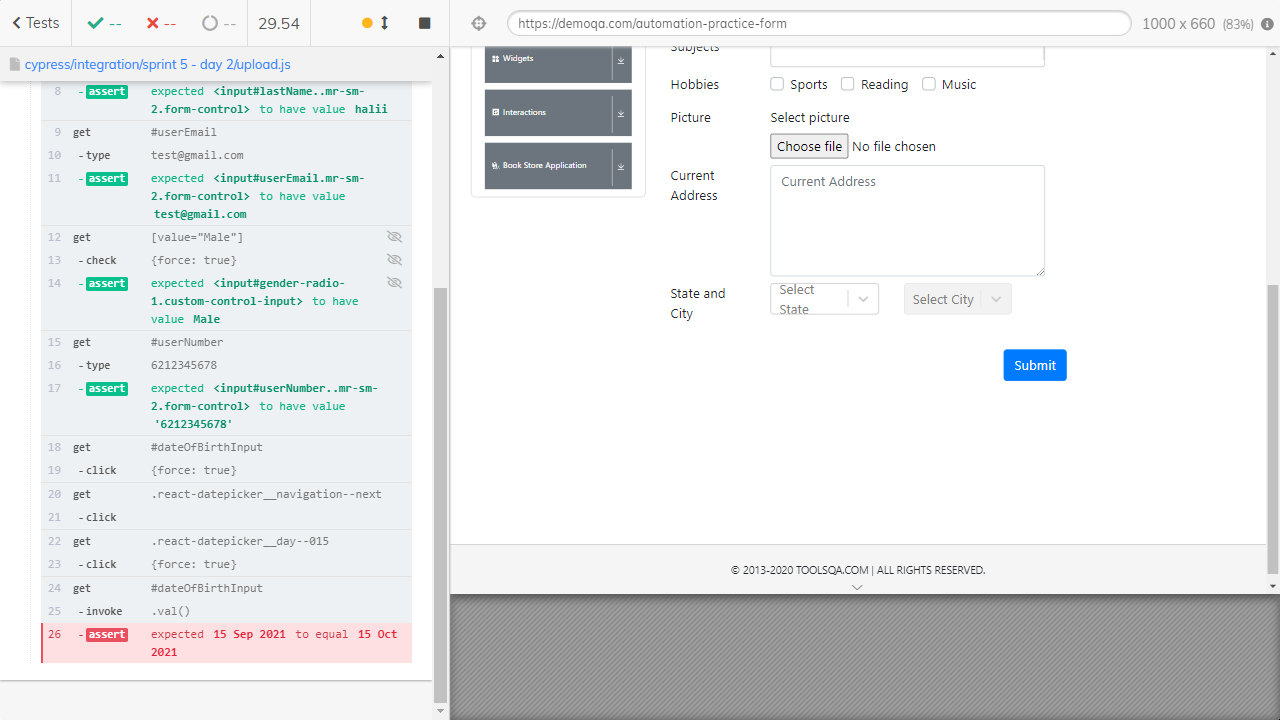 Tests
--
--
--
29.54
https://demoqa.com/automation-practice-form
1000 x 660 (83%)
cypress/integration/sprint 5 - day 2/upload.js
8 -assert expected <input#lastName..mr-sm-
2.form-control> to have value halii
9 get #userEmail
10 -type test@gmail.com
11 -assert expected <input#userEmail.mr-sm-
2.form-control> to have value
test@gmail.com
12 get [value="Male"]
13 -check {force: true}
14 -assert expected <input#gender-radio-
1.custom-control-input> to have
value Male
15 get #userNumber
16 -type 6212345678
17 -assert expected <input#userNumber..mr-sm-
2.form-control> to have value
'6212345678'
18 get #dateOfBirthInput
19 -click {force: true}
20 get .react-datepicker__navigation--next
21 -click
22 get .react-datepicker__day--015
23 -click {force: true}
24 get #dateOfBirthInput
25 -invoke .val()
26 -assert expected 15 Sep 2021 to equal 15 Oct
2021
Widgets
Interactions
Book Store Application
Subjects
Hobbies Sports Reading Music
Picture Select picture
Choose file No file chosen
Current
Address
Current Address
State and
City
Select
State
Select City
Submit
© 2013-2020 TOOLSQA.COM | ALL RIGHTS RESERVED.